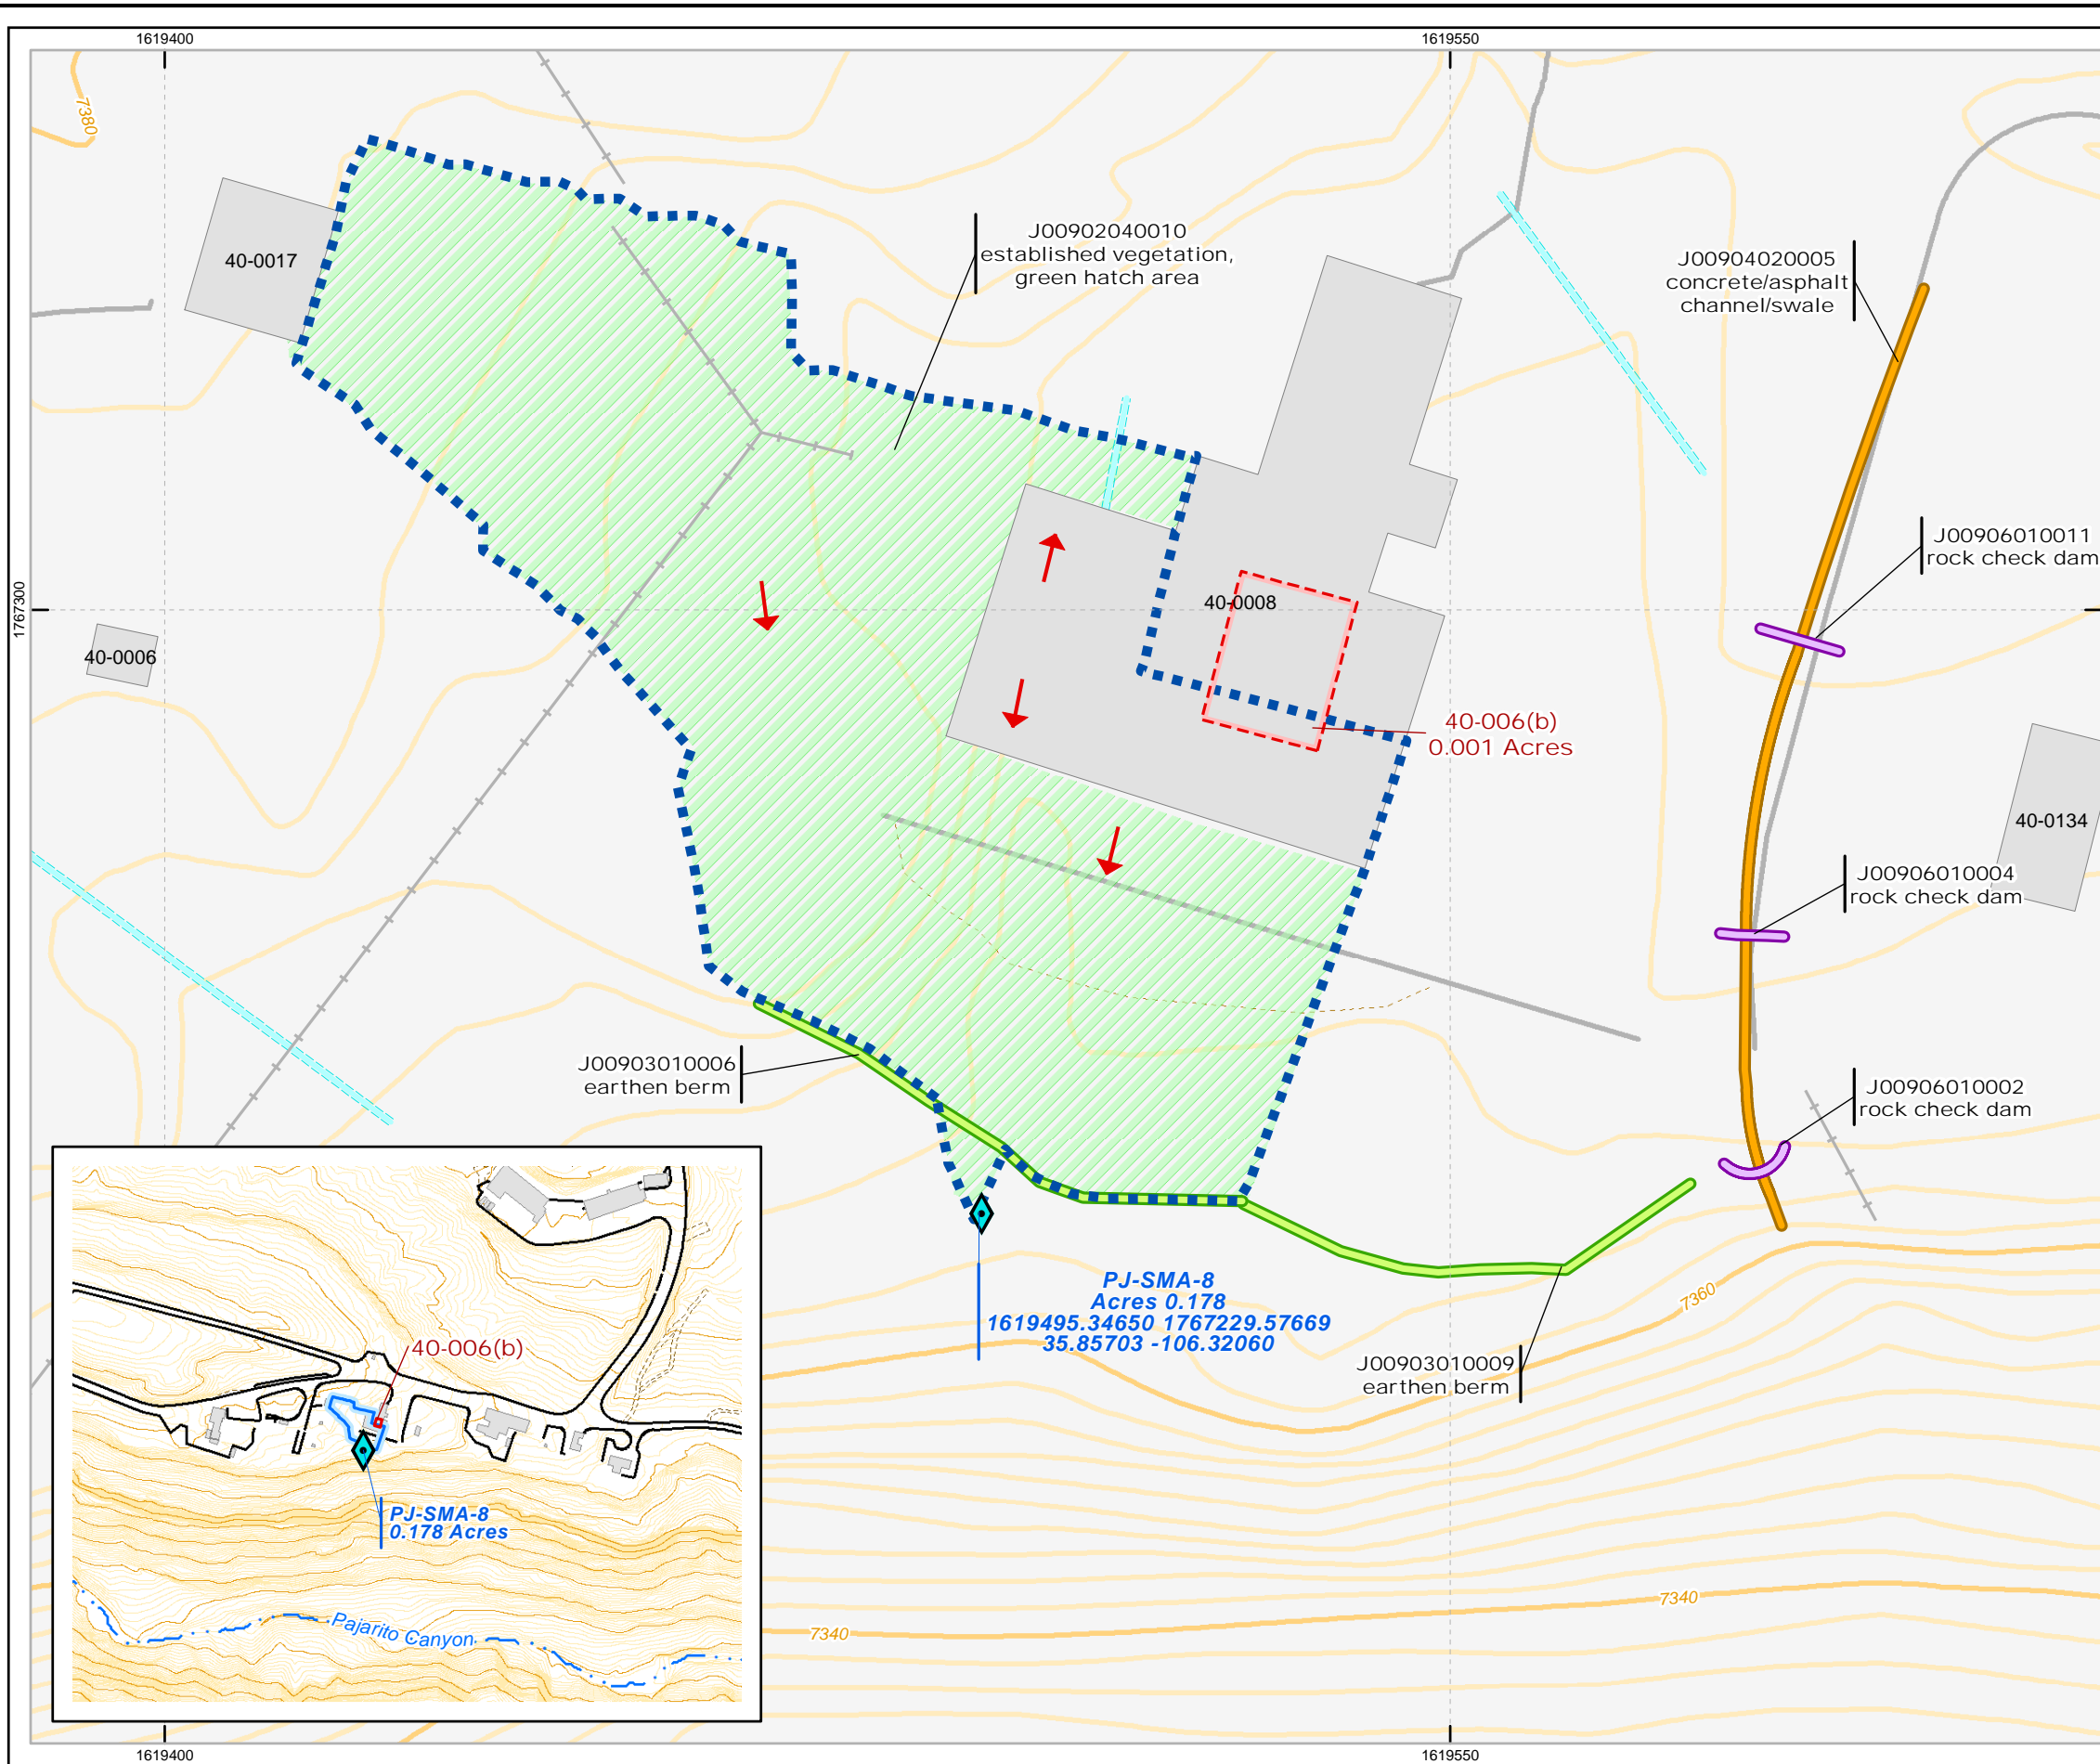 1619400
1619550
7380
J00902040010
established vegetation,
green hatch area
J00904020005
concrete/asphalt
channel/swale
40-0017
J00906010011
rock check dam
1767300
40-0008
40-0006
40-006(b)
0.001 Acres
40-0134
J00906010004
rock check dam
J00903010006
earthen berm
J00906010002
rock check dam
PJ-SMA-8
Acres 0.178
1619495.34650 1767229.57669
35.85703 -106.32060
7360
J00903010009
earthen berm
40-006(b)
PJ-SMA-8
0.178 Acres
Pajarito Canyon
7340
7340
1619400
1619550